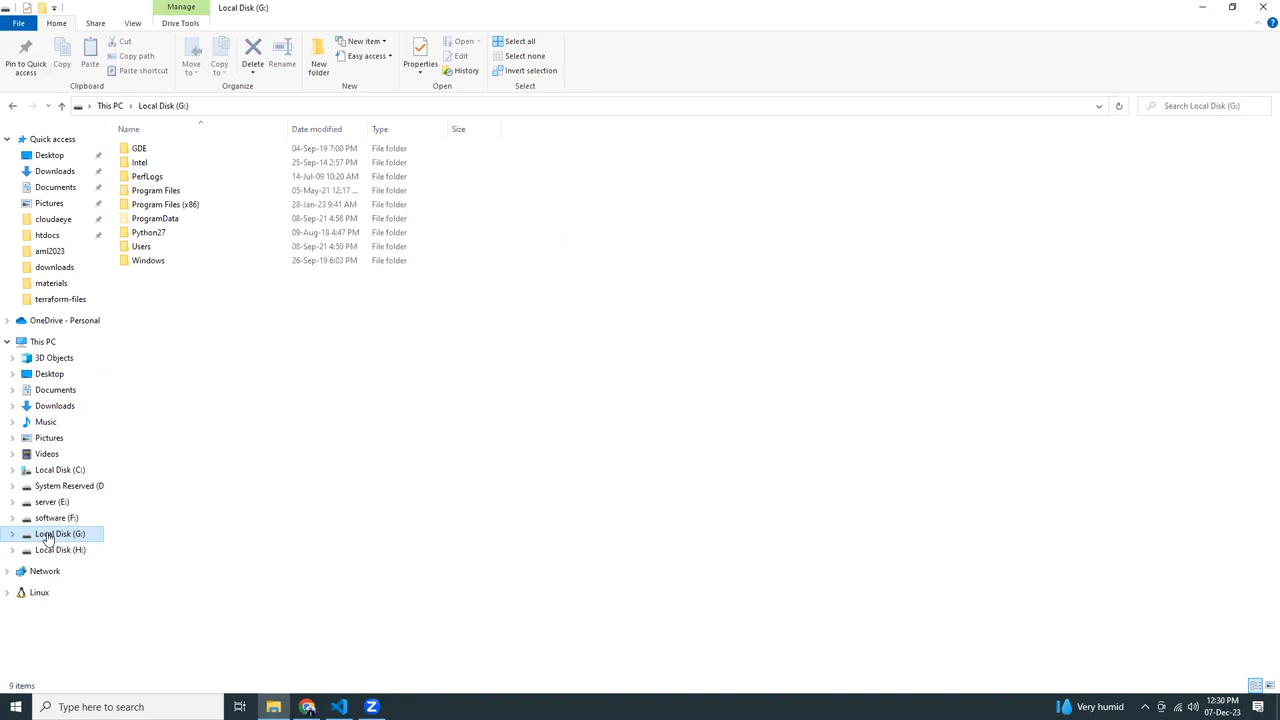 Manage
Local Disk (G:)
File
Home
Share
View
Drive Tools
Pin to Quick access
Copy
Paste
Cut
Copy path
Paste shortcut
Clipboard
Move to
Copy to
Delete
Rename
Organize
New folder
New item
Easy access
New
Properties
Open
Edit
History
Open
Select all
Select none
Invert selection
Select
This PC > Local Disk (G:)
Search Local Disk (G:)
Quick access
Desktop
Downloads
Documents
Pictures
cloudaeye
htdocs
aml2023
downloads
materials
terraform-files
OneDrive - Personal
This PC
3D Objects
Desktop
Documents
Downloads
Music
Pictures
Videos
Local Disk (C:)
System Reserved (D
server (E:)
software (F:)
Local Disk (G:)
Local Disk (H:)
Network
Linux
Name Date modified Type Size
GDE 04-Sep-19 7:00 PM File folder
Intel 25-Sep-14 2:57 PM File folder
PerfLogs 14-Jul-09 10:20 AM File folder
Program Files 05-May-21 12:17 ... File folder
Program Files (x86) 28-Jan-23 9:41 AM File folder
ProgramData 08-Sep-21 4:58 PM File folder
Python27 09-Aug-18 4:47 PM File folder
Users 08-Sep-21 4:50 PM File folder
Windows 26-Sep-19 6:03 PM File folder
9 items
Type here to search
Very humid
12:30 PM
07-Dec-23